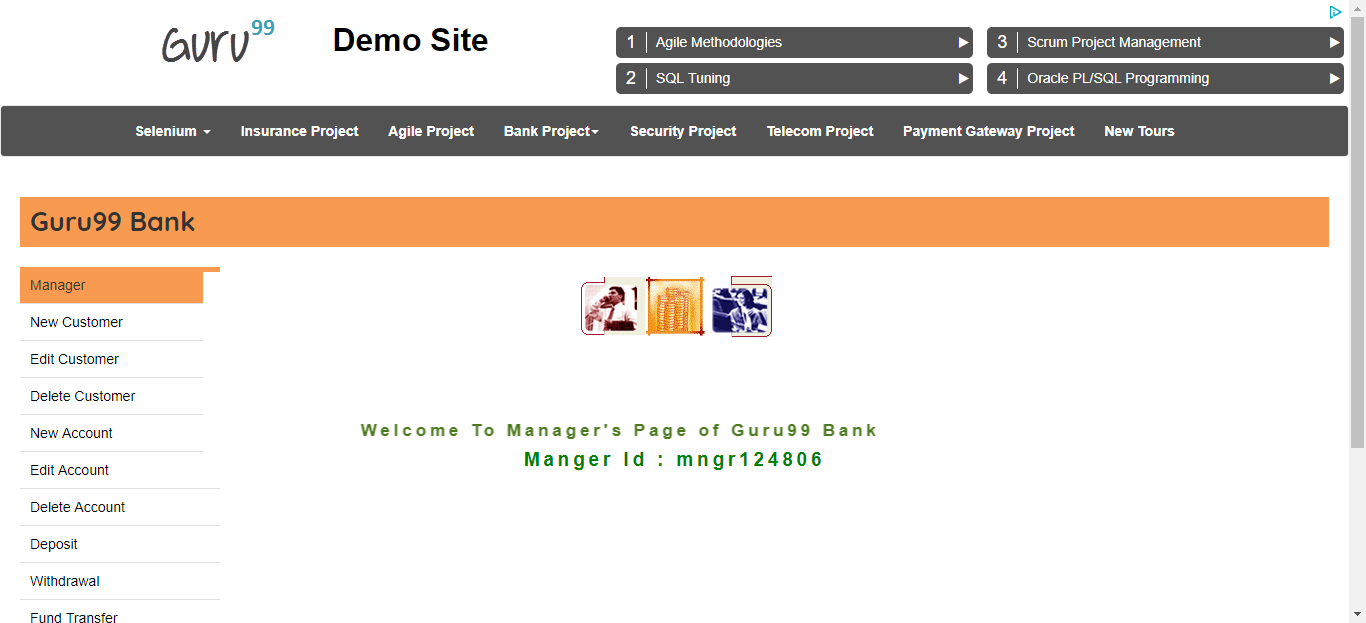 Guru99
Demo Site
1 Agile Methodologies
2 SQL Tuning
3 Scrum Project Management
4 Oracle PL/SQL Programming
Selenium Insurance Project Agile Project Bank Project Security Project Telecom Project Payment Gateway Project New Tours
Guru99 Bank
Manager
New Customer
Edit Customer
Delete Customer
New Account
Edit Account
Delete Account
Deposit
Withdrawal
Fund Transfer
Welcome To Manager's Page of Guru99 Bank
Manger Id : mngr124806